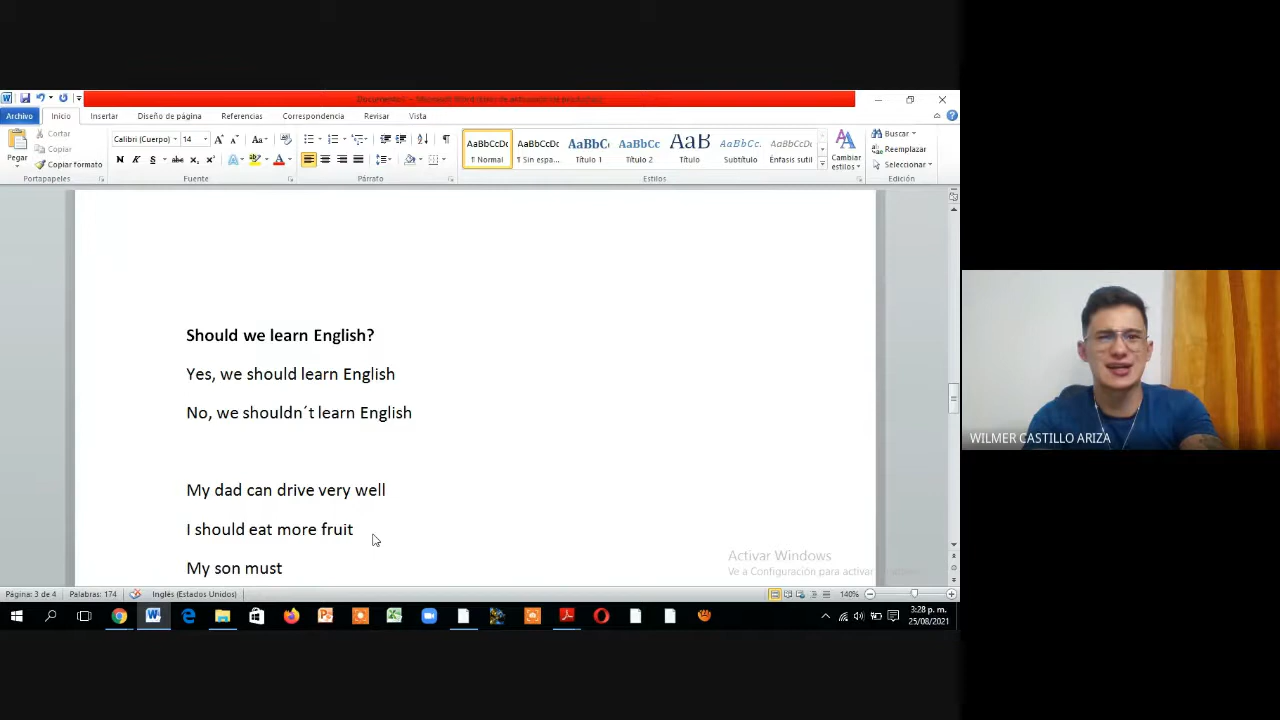 Archivo Inicio Insertar Diseño de página Referencias Correspondencia Revisar Vista
Pegar
Cortar
Copiar
Copiar formato
Portapapeles
Calibri (Cuerpo) 14
N K S abc x₂ x²
Fuente
Párrafo
AaBbCcDc AaBbCcDc AaBbC AaBbCc AaB AaBbCc. AaBbCcDc
¶ Normal ¶ Sin espa... Título 1 Título 2 Título Subtítulo Énfasis sutil
Estilos
Cambiar
estilos
Buscar
Reemplazar
Seleccionar
Edición
Should we learn English?
Yes, we should learn English
No, we shouldn´t learn English
My dad can drive very well
I should eat more fruit
My son must
Activar Windows
Ve a Configuración para activar
WILMER CASTILLO ARIZA
Página: 3 de 4 Palabras: 174 Inglés (Estados Unidos) 140%
3:28 p. m.
25/08/2021